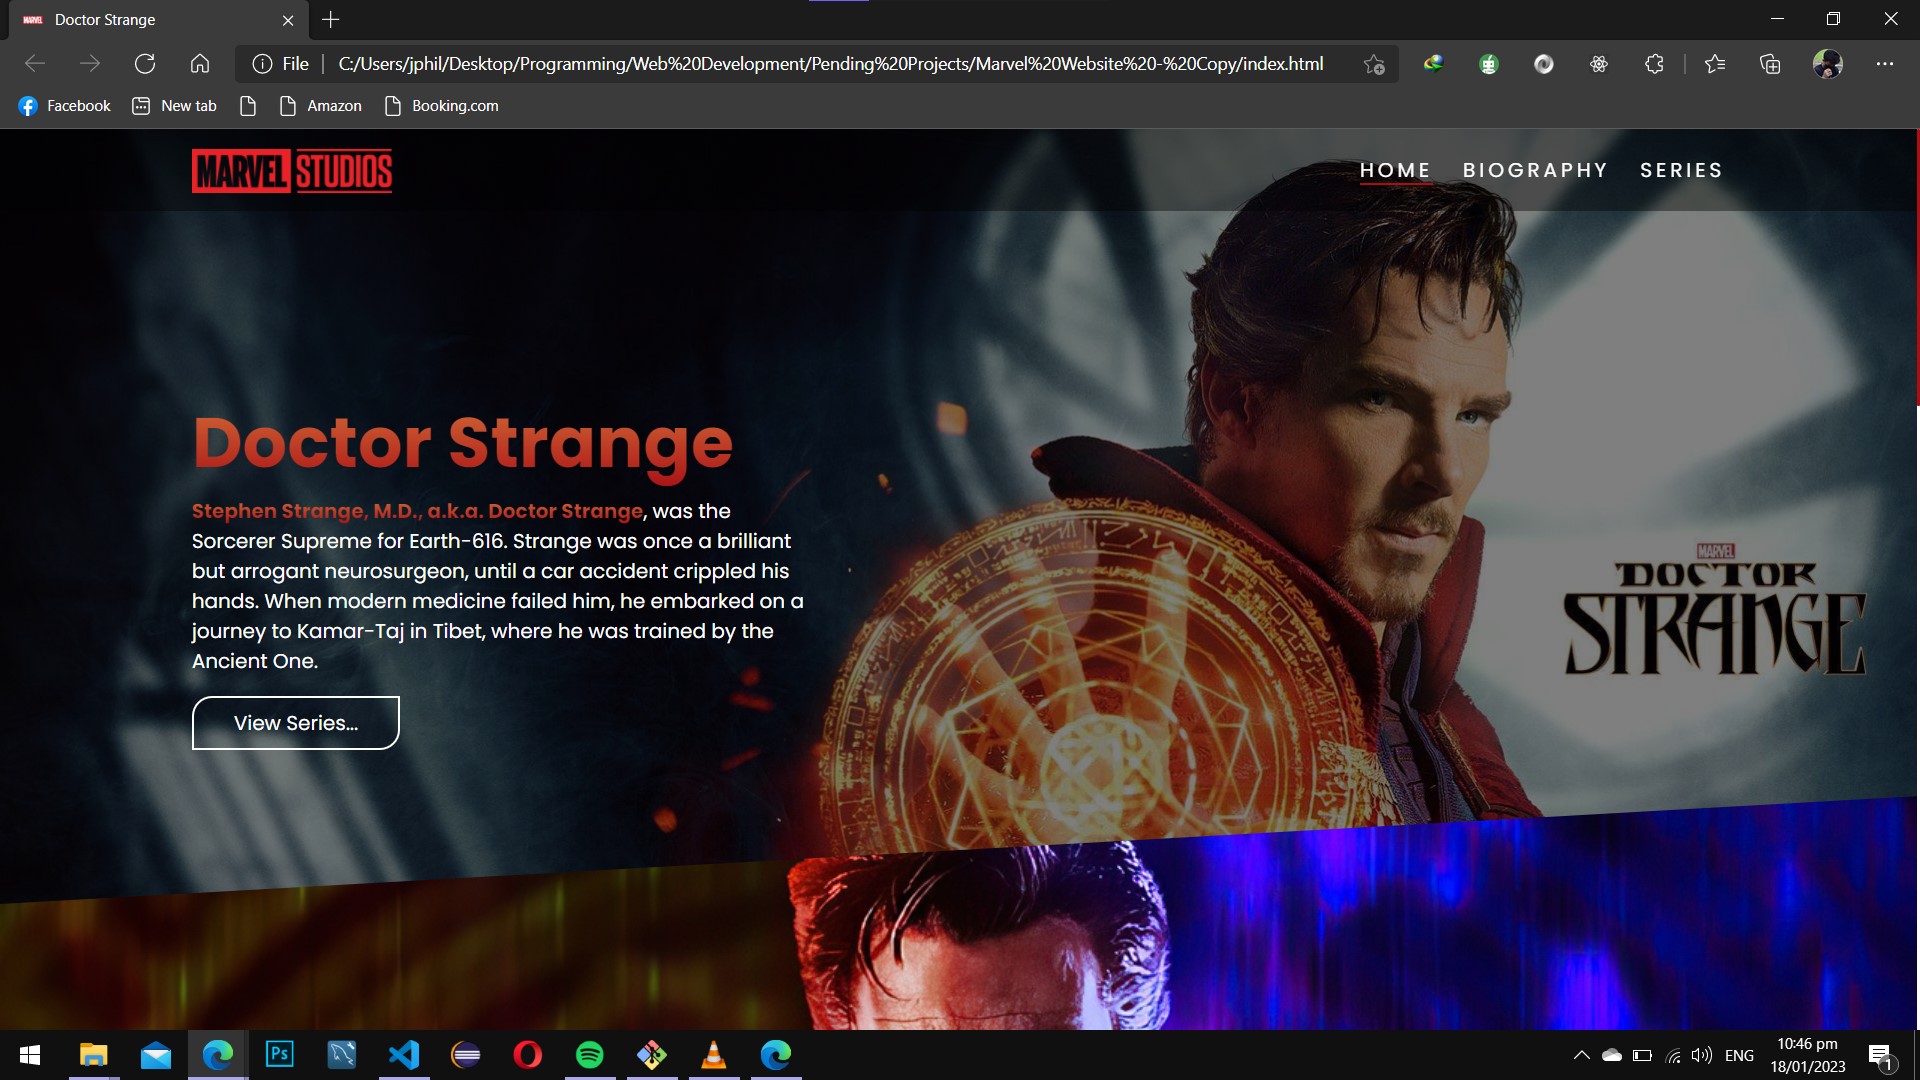 MARVEL Doctor Strange
File C:/Users/jphil/Desktop/Programming/Web%20Development/Pending%20Projects/Marvel%20Website%20-%20Copy/index.html
Facebook New tab Amazon Booking.com
MARVEL STUDIOS HOME BIOGRAPHY SERIES
Doctor Strange
Stephen Strange, M.D., a.k.a. Doctor Strange, was the
Sorcerer Supreme for Earth-616. Strange was once a brilliant
but arrogant neurosurgeon, until a car accident crippled his
hands. When modern medicine failed him, he embarked on a
journey to Kamar-Taj in Tibet, where he was trained by the
Ancient One.
View Series...
MARVEL
DOCTOR
STRANGE
Ps
ENG
10:46 pm
18/01/2023
1